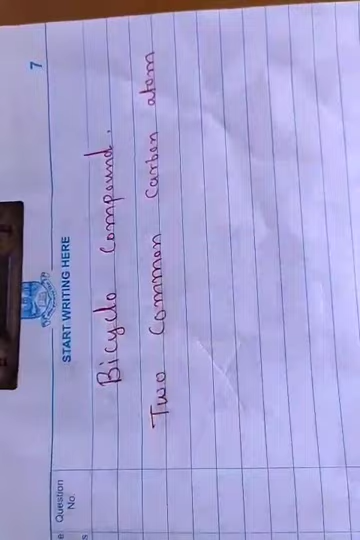 7
START WRITING HERE
Question
No
Bicyclo compound.
Two common carbon atom